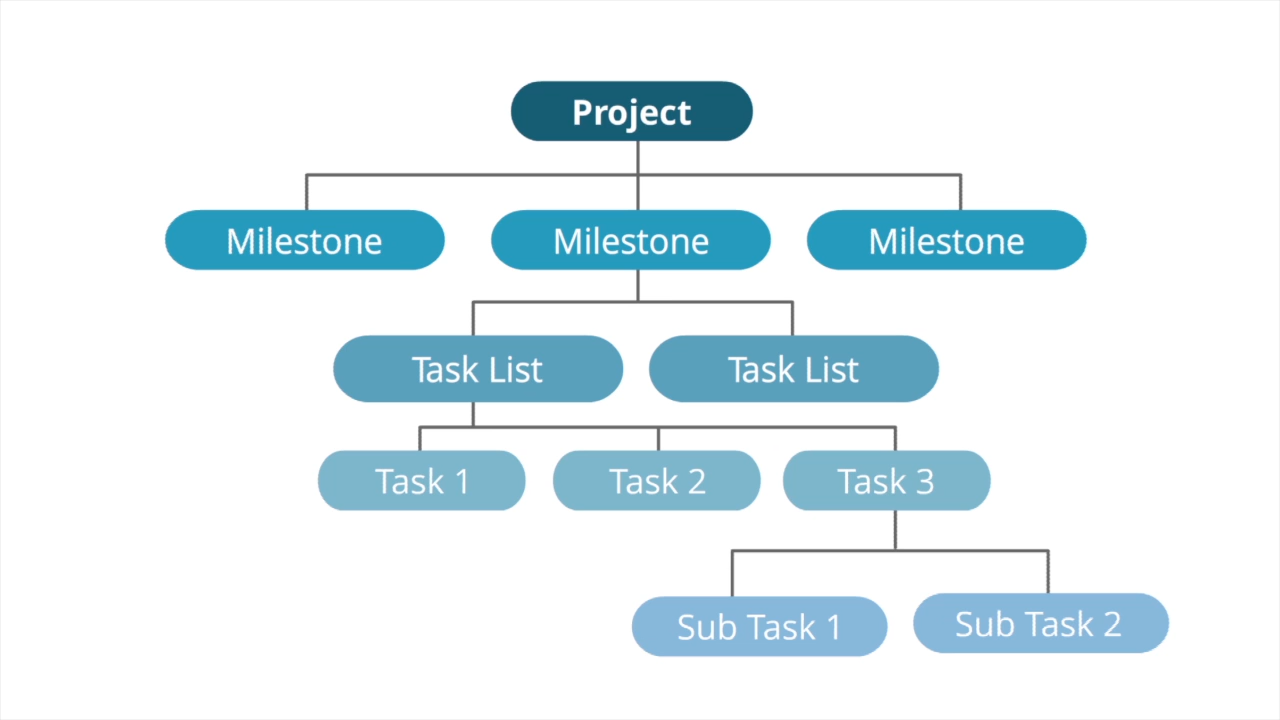 Project
Milestone
Milestone
Milestone
Task List
Task List
Task 1
Task 2
Task 3
Sub Task 1
Sub Task 2